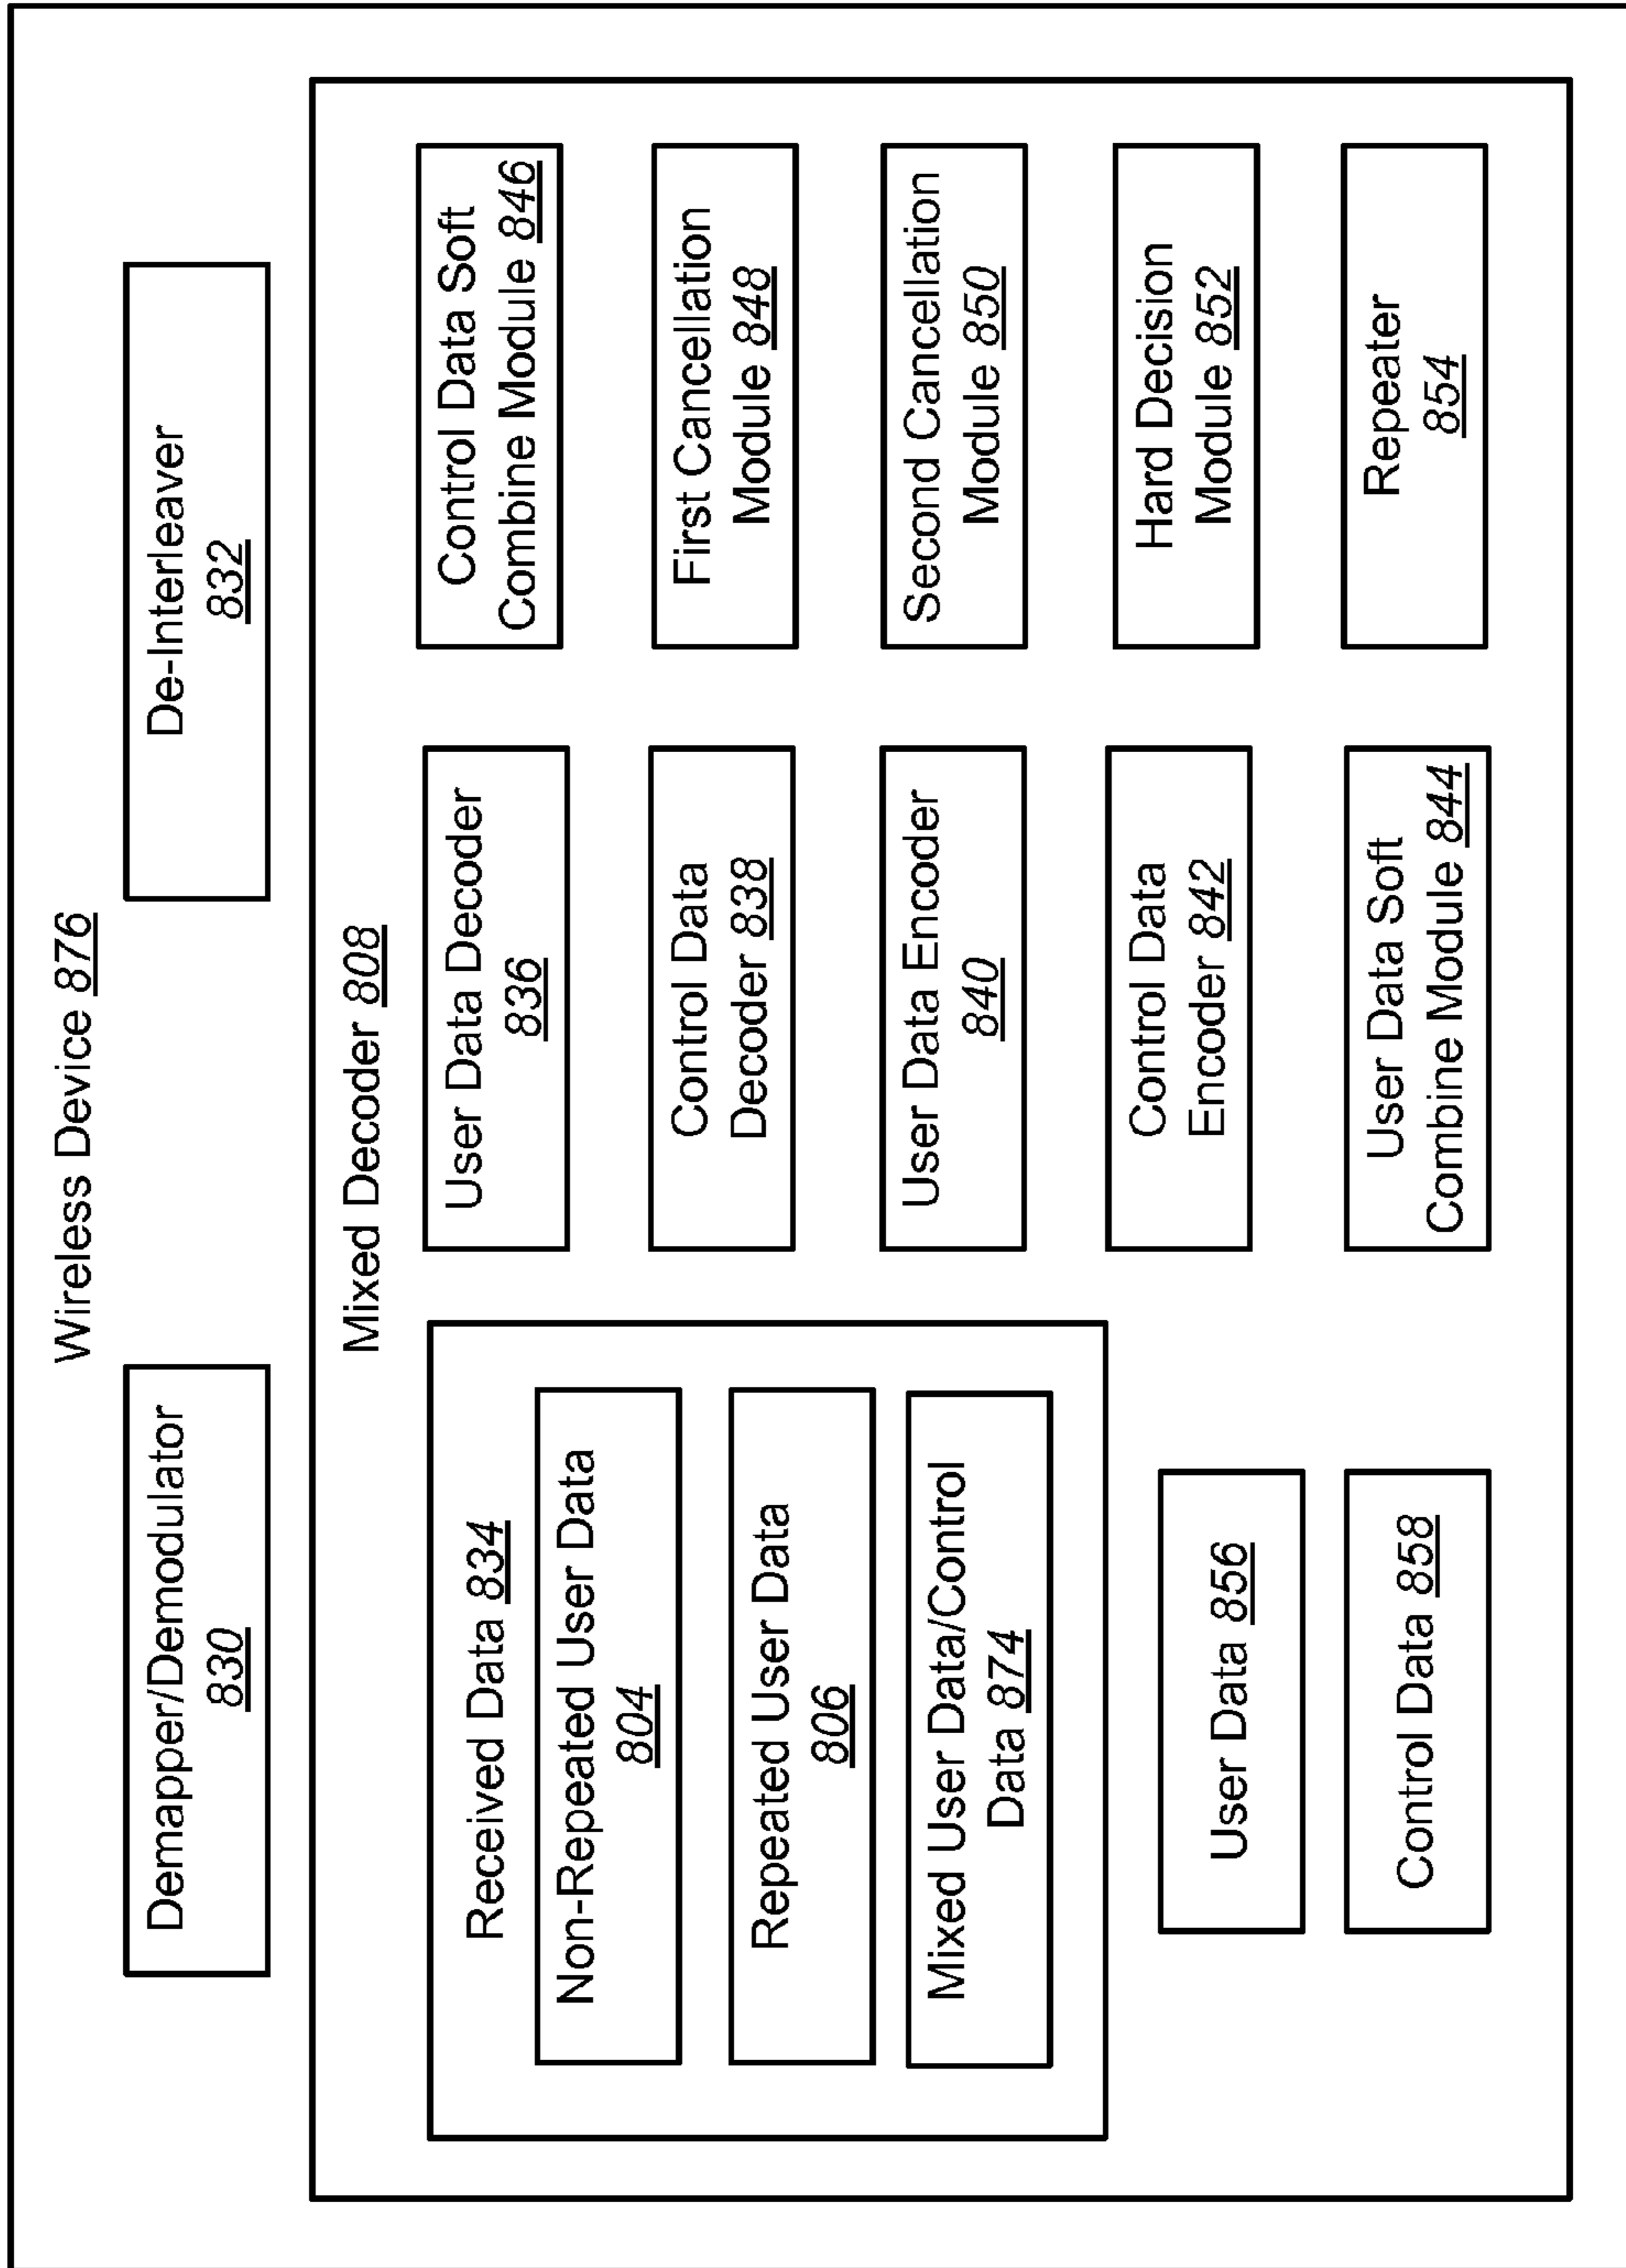 Wireless Device 876
Demapper/Demodulator
830
De-Interleaver
832
Mixed Decoder 808
Received Data 834
Non-Repeated User Data
804
Repeated User Data
806
Mixed User Data/Control
Data 874
User Data 856
Control Data 858
User Data Decoder
836
Control Data
Decoder 838
User Data Encoder
840
Control Data
Encoder 842
User Data Soft
Combine Module 844
Control Data Soft
Combine Module 846
First Cancellation
Module 848
Second Cancellation
Module 850
Hard Decision
Module 852
Repeater
854